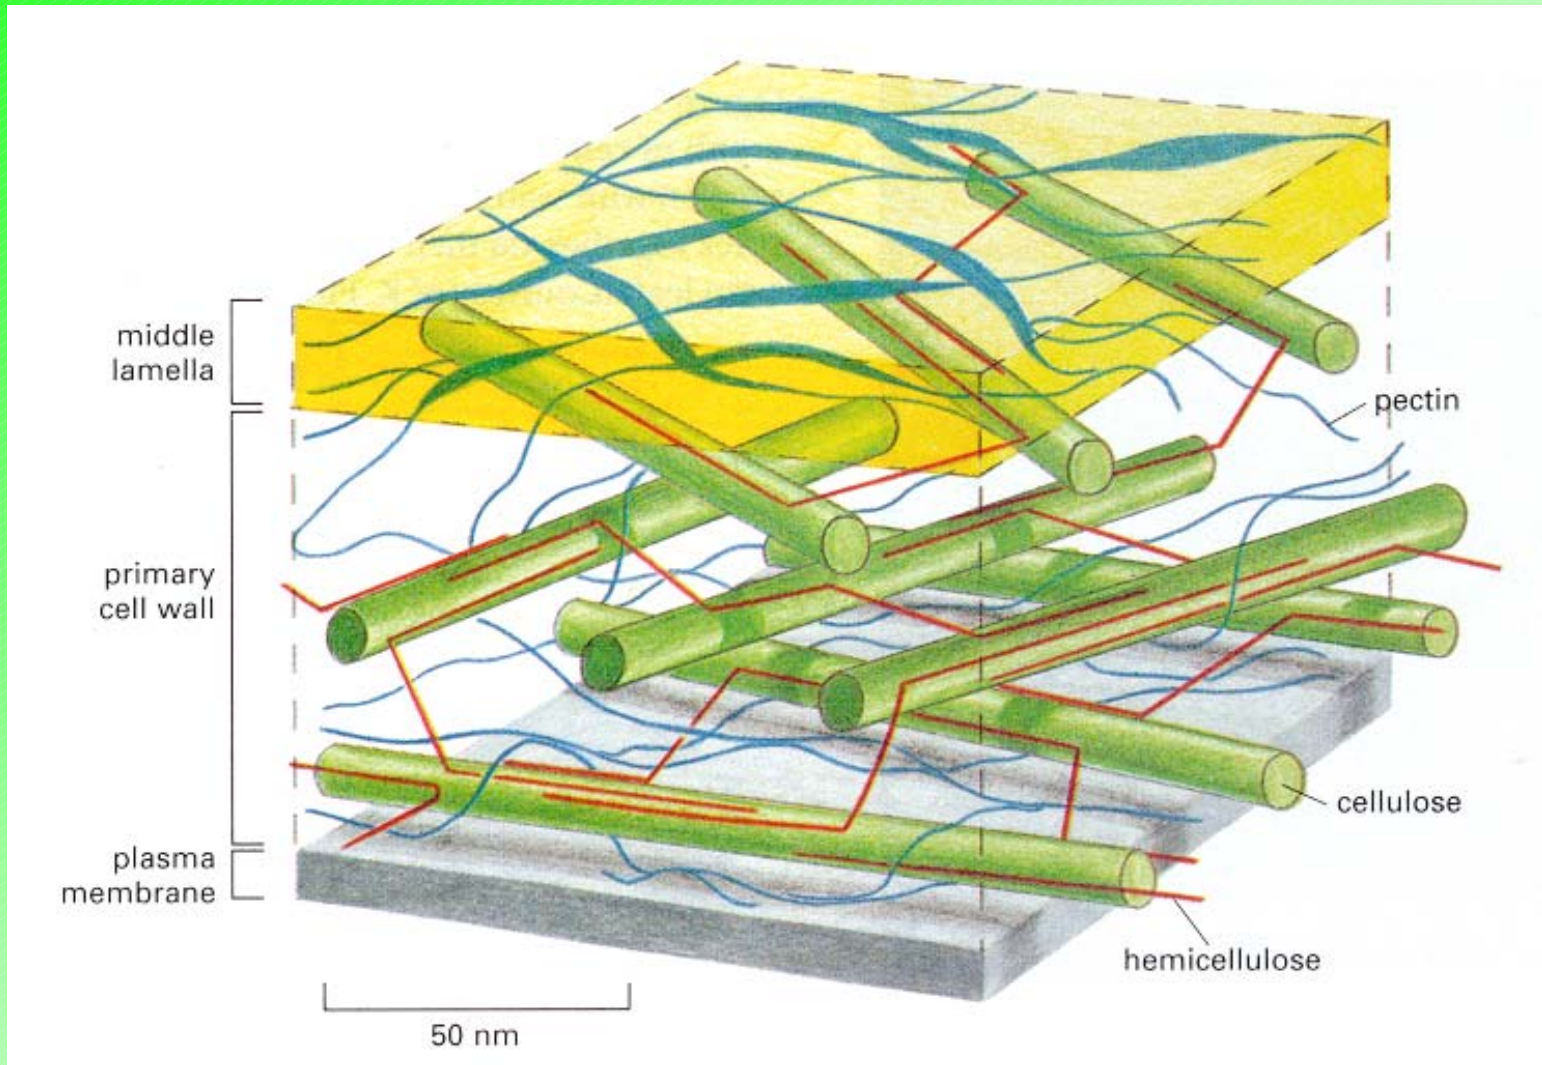 middle
lamella
pectin
primary
cell wall
cellulose
plasma
membrane
hemicellulose
50 nm